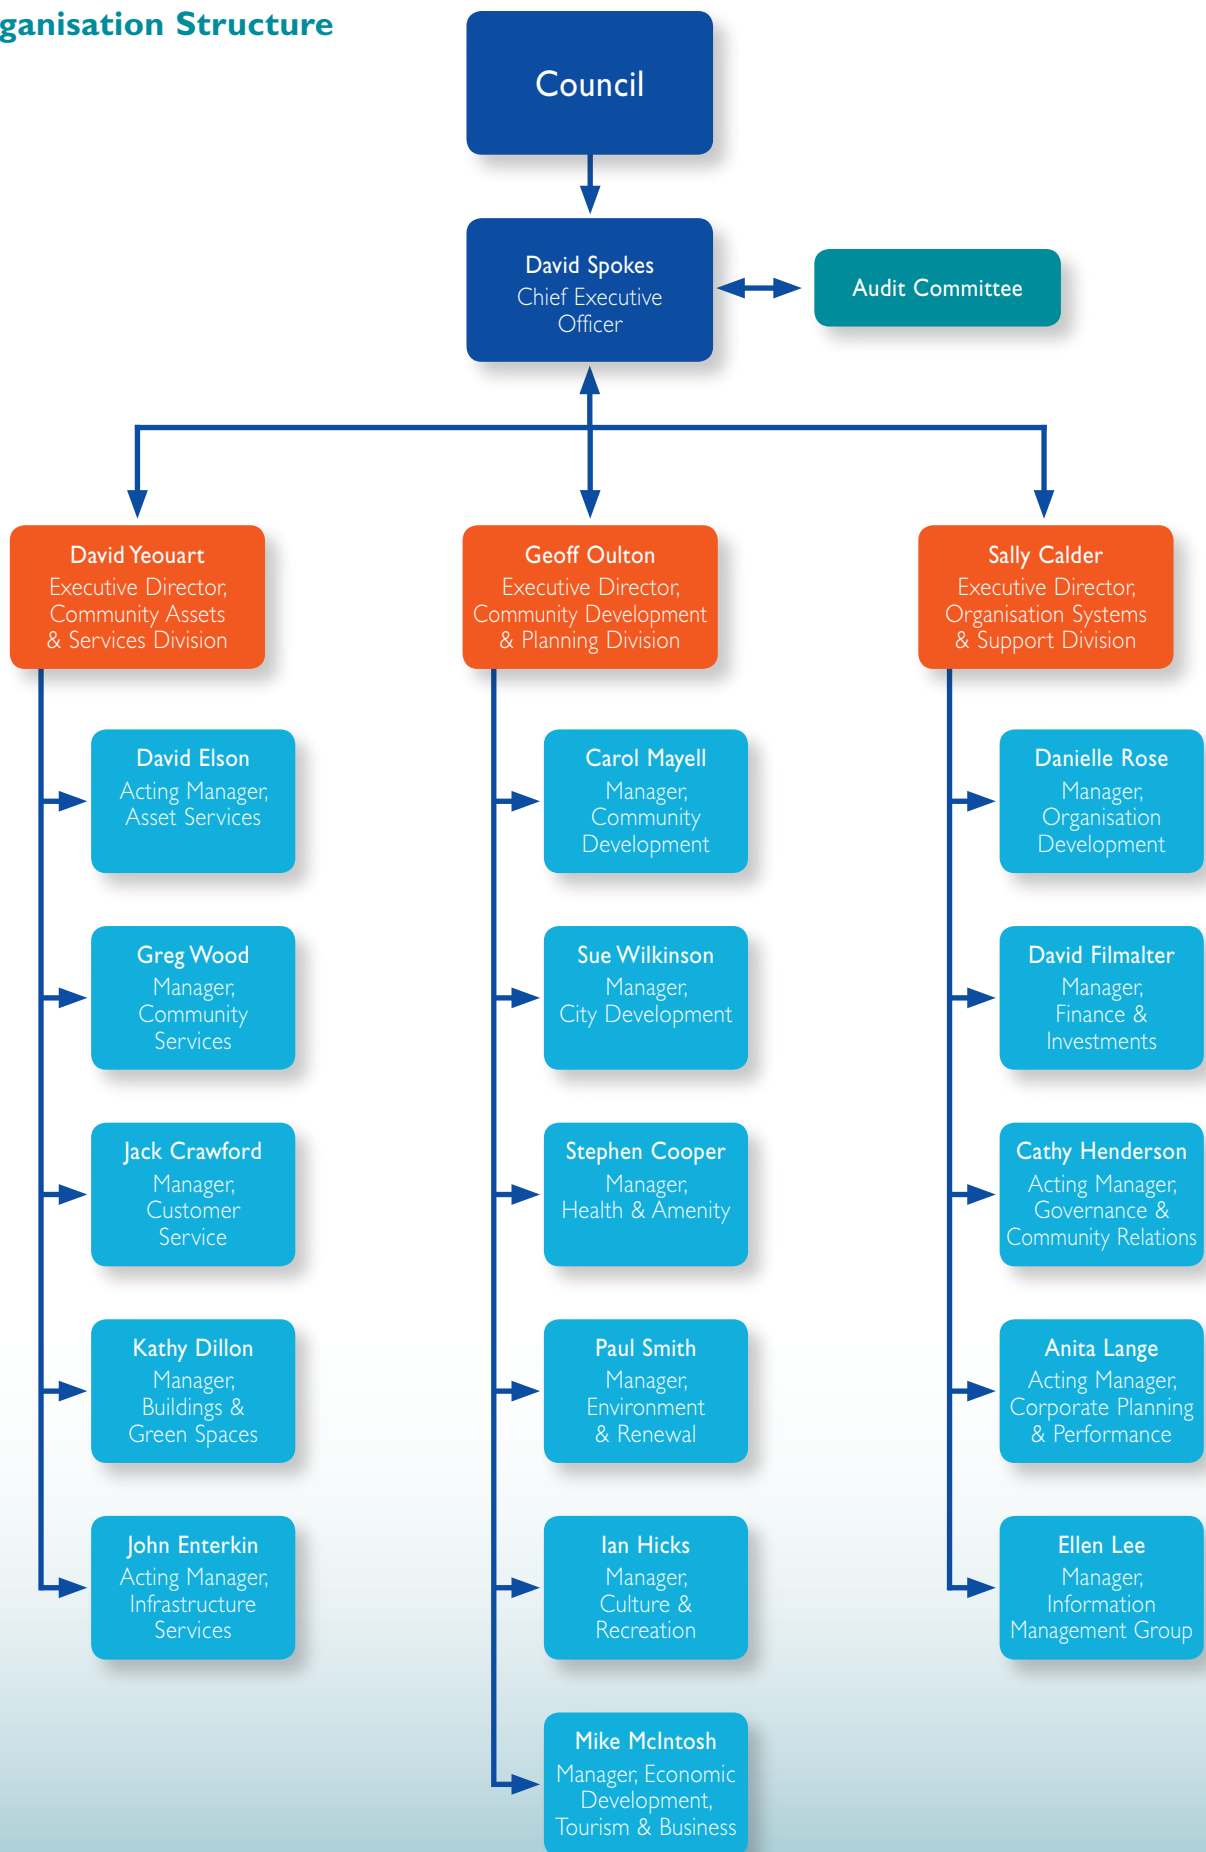 ganisation Structure
Council
David Spokes
Chief Executive
Officer
Audit Committee
David Yeouart
Executive Director,
Community Assets
& Services Division
Geoff Oulton
Executive Director,
Community Development
& Planning Division
Sally Calder
Executive Director,
Organisation Systems
& Support Division
David Elson
Acting Manager,
Asset Services
Greg Wood
Manager,
Community
Services
Jack Crawford
Manager,
Customer
Service
Kathy Dillon
Manager,
Buildings &
Green Spaces
John Enterkin
Acting Manager,
Infrastructure
Services
Carol Mayell
Manager,
Community
Development
Sue Wilkinson
Manager,
City Development
Stephen Cooper
Manager,
Health & Amenity
Paul Smith
Manager,
Environment
& Renewal
Ian Hicks
Manager,
Culture &
Recreation
Mike McIntosh
Manager, Economic
Development,
Tourism & Business
Danielle Rose
Manager,
Organisation
Development
David Filmalter
Manager,
Finance &
Investments
Cathy Henderson
Acting Manager,
Governance &
Community Relations
Anita Lange
Acting Manager,
Corporate Planning
& Performance
Ellen Lee
Manager,
Information
Management Group